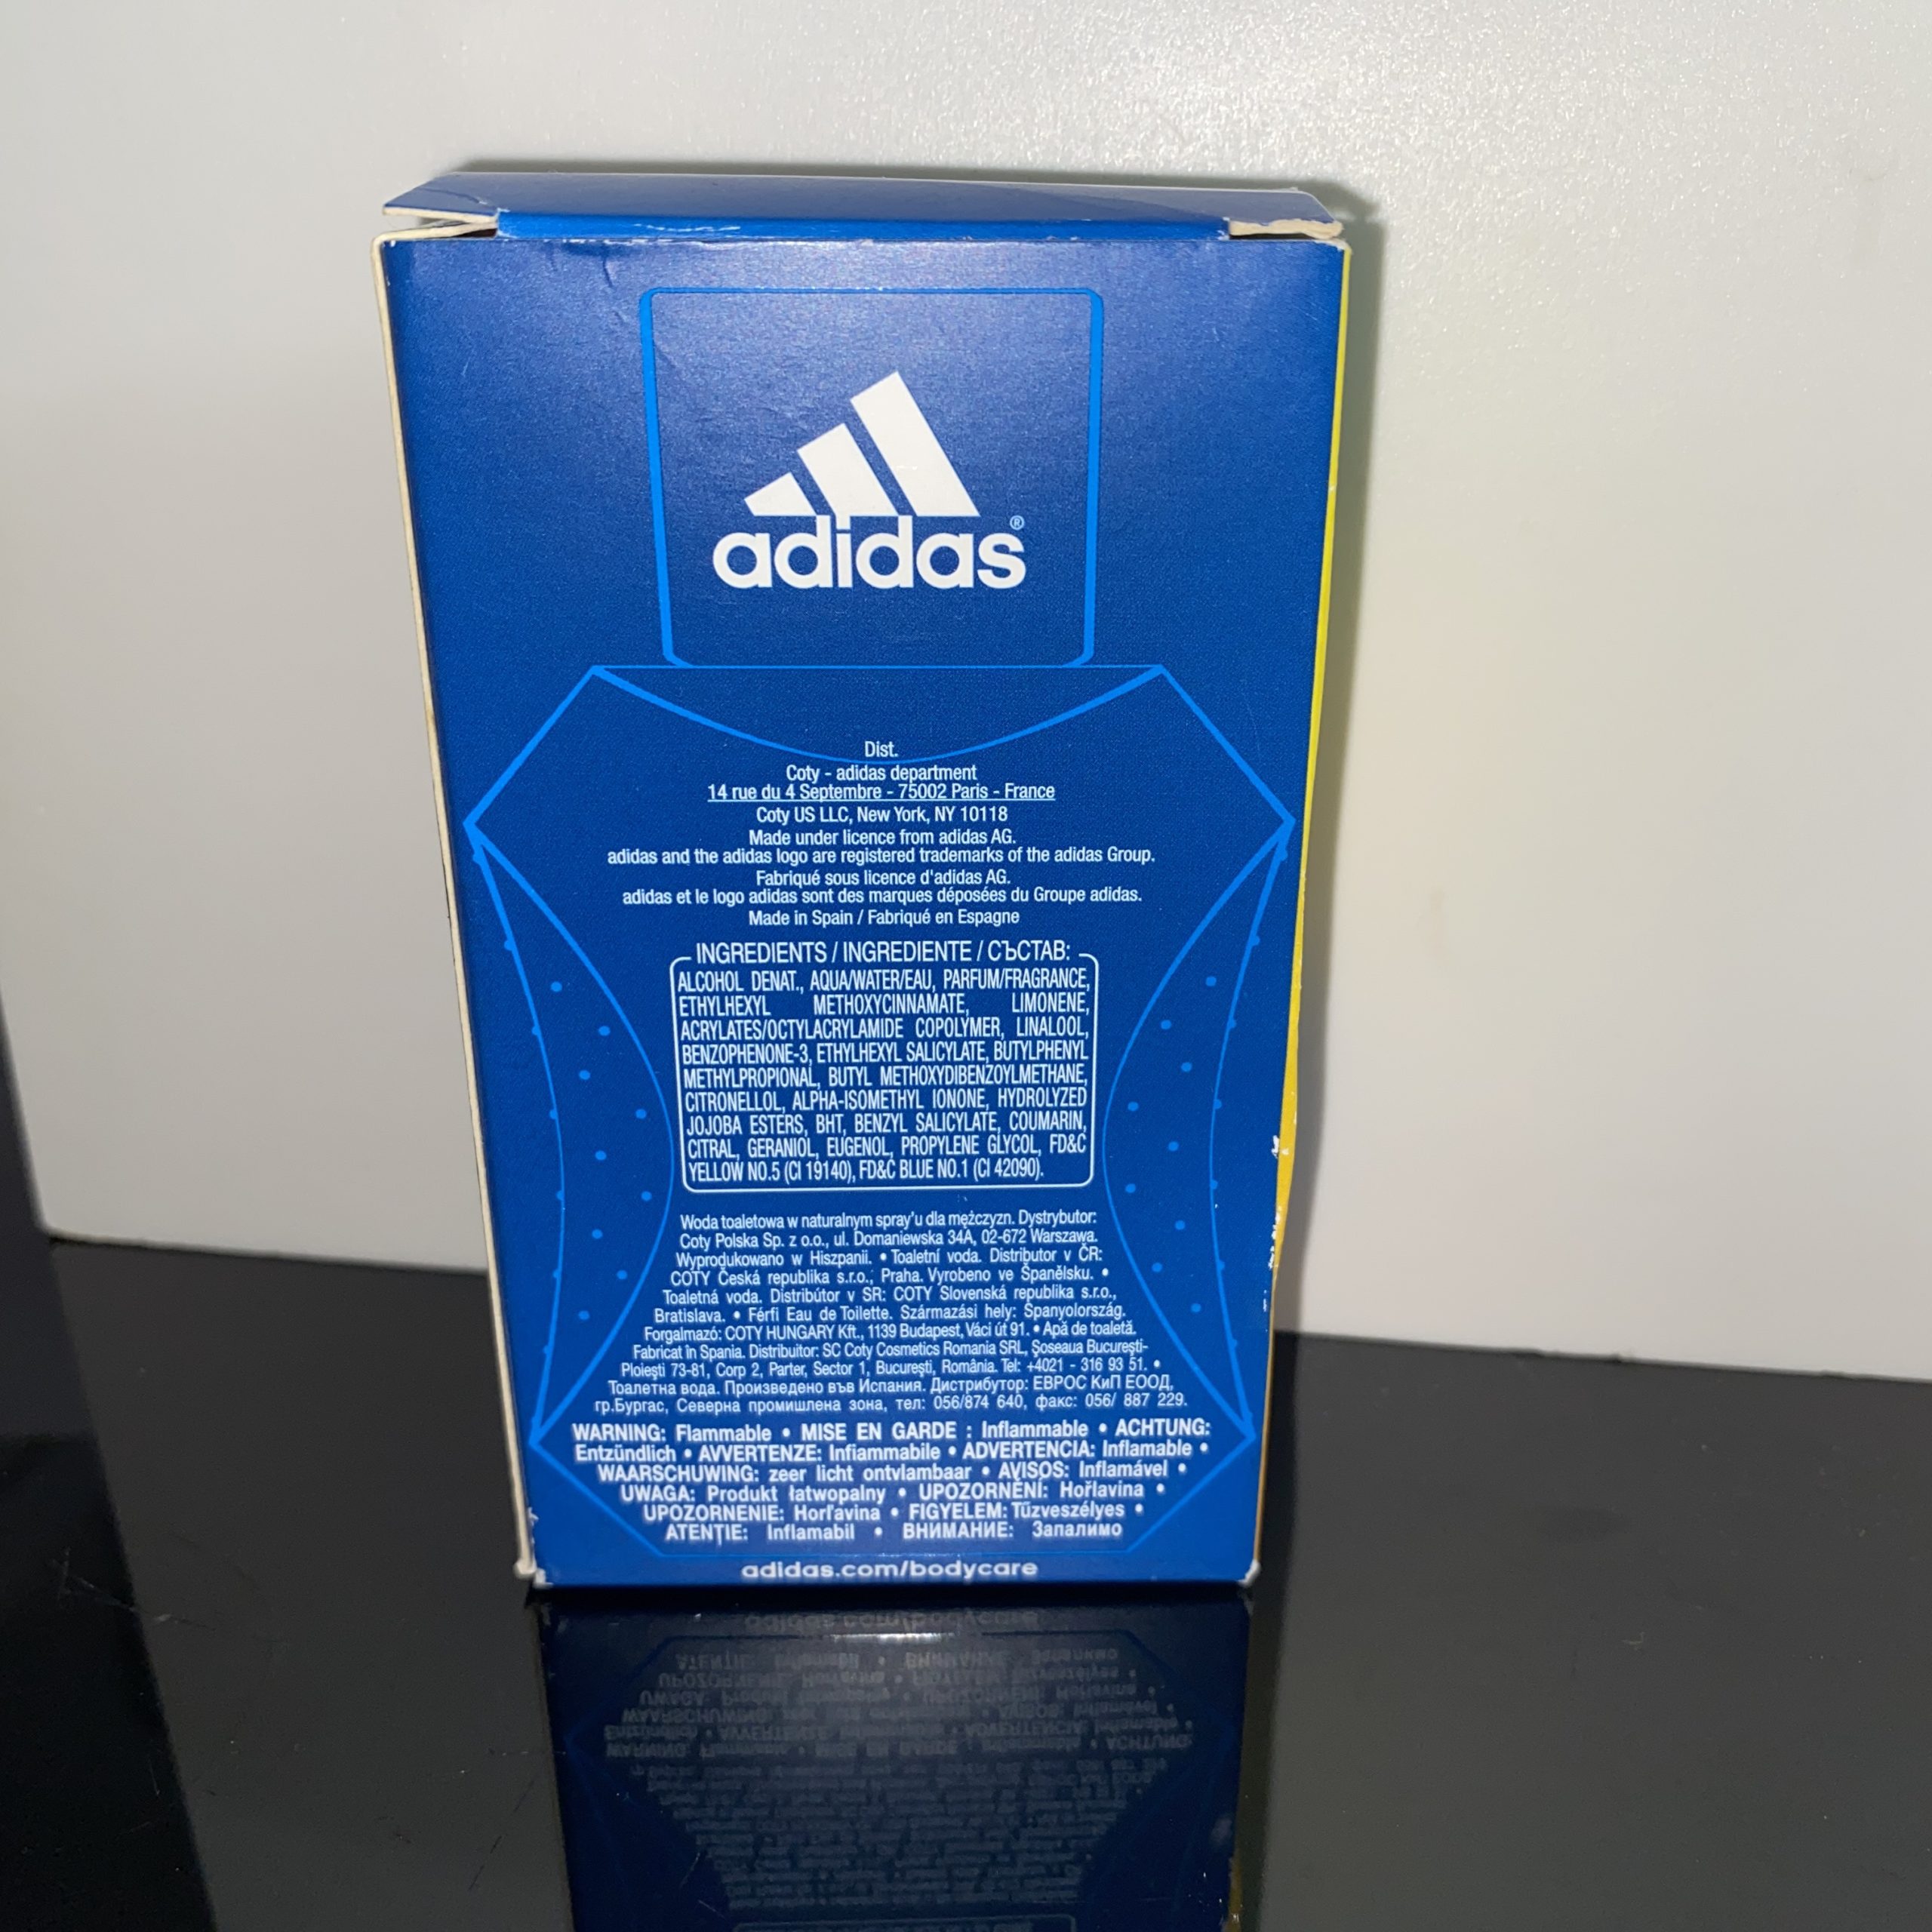 adidas®
Dist.
Coty - adidas department
14 rue du 4 Septembre - 75002 Paris - France
Coty US LLC, New York, NY 10118
Made under licence from adidas AG.
adidas and the adidas logo are registered trademarks of the adidas Group.
Fabriqué sous licence d'adidas AG.
adidas et le logo adidas sont des marques déposées du Groupe adidas.
Made in Spain / Fabriqué en Espagne
INGREDIENTS / INGREDIENTE / СЪСТАВ:
ALCOHOL DENAT., AQUA/WATER/EAU, PARFUM/FRAGRANCE,
ETHYLHEXYL METHOXYCINNAMATE, LIMONENE,
ACRYLATES/OCTYLACRYLAMIDE COPOLYMER, LINALOOL,
BENZOPHENONE-3, ETHYLHEXYL SALICYLATE, BUTYLPHENYL
METHYLPROPIONAL, BUTYL METHOXYDIBENZOYLMETHANE,
CITRONELLOL, ALPHA-ISOMETHYL IONONE, HYDROLYZED
JOJOBA ESTERS, BHT, BENZYL SALICYLATE, COUMARIN,
CITRAL, GERANIOL, EUGENOL, PROPYLENE GLYCOL, FD&C
YELLOW NO.5 (CI 19140), FD&C BLUE NO.1 (CI 42090).
Woda toaletowa w naturalnym spray'u dla mężczyzn. Dystrybutor:
Coty Polska Sp. z o.o., ul. Domaniewska 34A, 02-672 Warszawa.
Wyprodukowano w Hiszpanii. • Toaletní voda. Distributor v ČR:
COTY Česká republika s.r.o., Praha. Vyrobeno ve Španělsku. •
Toaletná voda. Distribútor v SR: COTY Slovenská republika s.r.o.,
Bratislava. • Férfi Eau de Toilette. Származási hely: Spanyolország.
Forgalmazó: COTY HUNGARY Kft., 1139 Budapest, Váci út 91. • Apă de toaletă.
Fabricat în Spania. Distribuitor: SC Coty Cosmetics Romania SRL, Şoseaua Bucureşti-
Ploieşti 73-81, Corp 2, Parter, Sector 1, Bucureşti, România. Tel: +4021 - 316 93 51. •
Тоалетна вода. Произведено във Испания. Дистрибутор: ЕВРОС КиП ЕООД,
гр.Бургас, Северна промишлена зона, тел: 056/874 640, факс: 056/ 887 229.
WARNING: Flammable • MISE EN GARDE : Inflammable • ACHTUNG:
Entzündlich • AVVERTENZE: Infiammabile • ADVERTENCIA: Inflamable •
WAARSCHUWING: zeer licht ontvlambaar • AVISOS: Inflamável •
UWAGA: Produkt łatwopalny • UPOZORNĚNÍ: Hořlavina •
UPOZORNENIE: Horľavina • FIGYELEM: Tűzveszélyes •
ATENŢIE: Inflamabil • ВНИМАНИЕ: Запалимо
adidas.com/bodycare